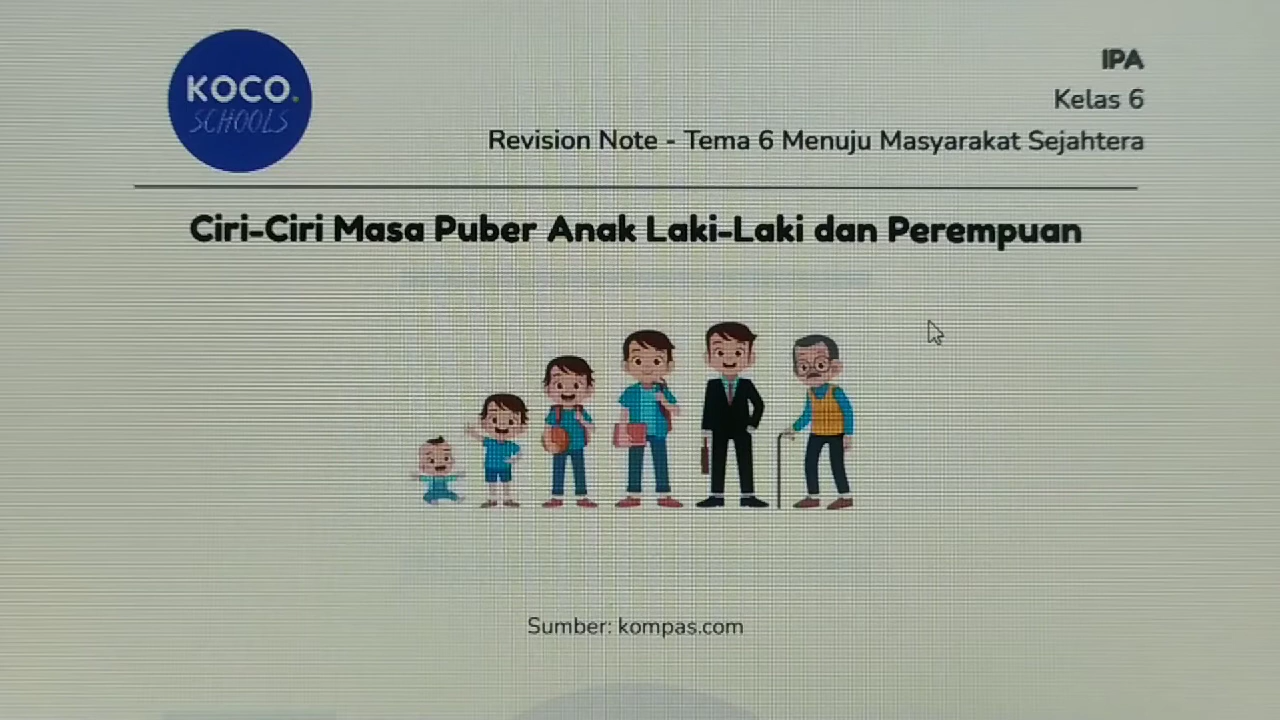 KOCO.
SCHOOLS
IPA
Kelas 6
Revision Note - Tema 6 Menuju Masyarakat Sejahtera
Ciri-Ciri Masa Puber Anak Laki-Laki dan Perempuan
Sumber: kompas.com